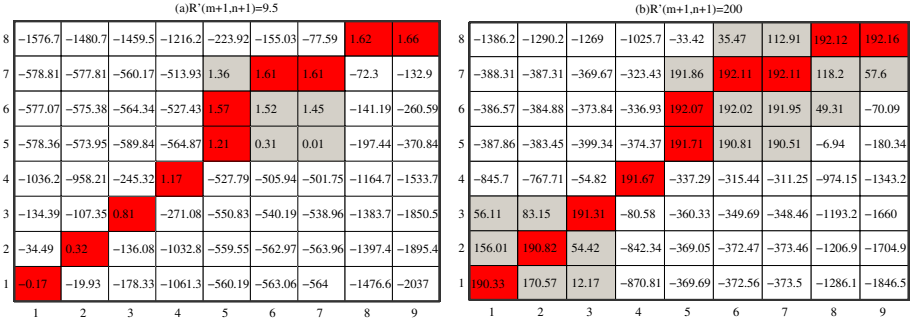 (a)R'(m+1,n+1)=9.5
8 −1576.7 −1480.7 −1459.5 −1216.2 −223.92 −155.03 −77.59 1.62 1.66
7 −578.81 −577.81 −560.17 −513.93 1.36 1.61 1.61 −72.3 −132.9
6 −577.07 −575.38 −564.34 −527.43 1.57 1.52 1.45 −141.19 −260.59
5 −578.36 −573.95 −589.84 −564.87 1.21 0.31 0.01 −197.44 −370.84
4 −1036.2 −958.21 −245.32 1.17 −527.79 −505.94 −501.75 −1164.7 −1533.7
3 −134.39 −107.35 0.81 −271.08 −550.83 −540.19 −538.96 −1383.7 −1850.5
2 −34.49 0.32 −136.08 −1032.8 −559.55 −562.97 −563.96 −1397.4 −1895.4
1 −0.17 −19.93 −178.33 −1061.3 −560.19 −563.06 −564 −1476.6 −2037
1 2 3 4 5 6 7 8 9
(b)R'(m+1,n+1)=200
8 −1386.2 −1290.2 −1269 −1025.7 −33.42 35.47 112.91 192.12 192.16
7 −388.31 −387.31 −369.67 −323.43 191.86 192.11 192.11 118.2 57.6
6 −386.57 −384.88 −373.84 −336.93 192.07 192.02 191.95 49.31 −70.09
5 −387.86 −383.45 −399.34 −374.37 191.71 190.81 190.51 −6.94 −180.34
4 −845.7 −767.71 −54.82 191.67 −337.29 −315.44 −311.25 −974.15 −1343.2
3 56.11 83.15 191.31 −80.58 −360.33 −349.69 −348.46 −1193.2 −1660
2 156.01 190.82 54.42 −842.34 −369.05 −372.47 −373.46 −1206.9 −1704.9
1 190.33 170.57 12.17 −870.81 −369.69 −372.56 −373.5 −1286.1 −1846.5
1 2 3 4 5 6 7 8 9